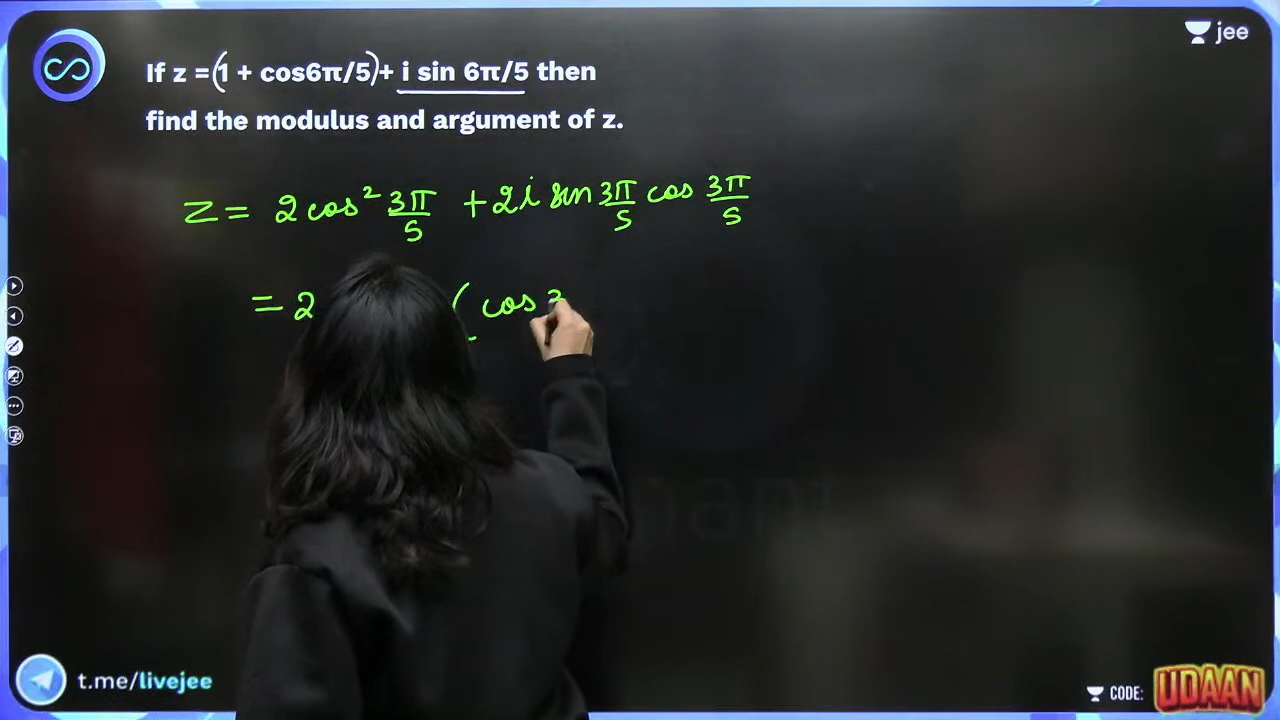 jee
If z =(1 + cos6π/5)+ i sin 6π/5 then
find the modulus and argument of z.
z = 2 cos² 3π/5 + 2i sin 3π/5 cos 3π/5
= 2 ( cos
t.me/livejee
CODE: UDAAN